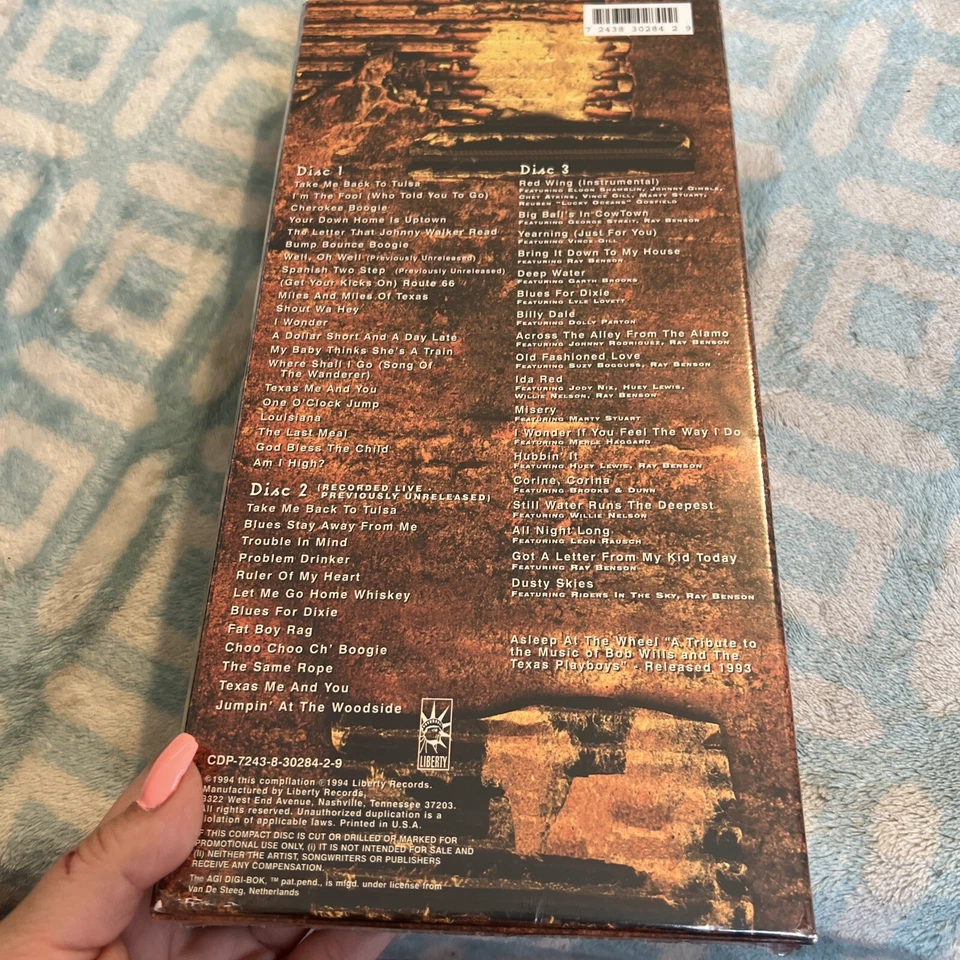 7 2438 30284 2 9
Disc 1
Take Me Back To Tulsa
I'm The Fool (Who Told You To Go)
Cherokee Boogie
Your Down Home Is Uptown
The Letter That Johnny Walker Read
Bump Bounce Boogie
Well, Oh Well (Previously Unreleased)
Spanish Two Step (Previously Unreleased)
(Get Your Kicks On) Route 66
Miles And Miles Of Texas
Shout Wa Hey
I Wonder
A Dollar Short And A Day Late
My Baby Thinks She's A Train
Where Shall I Go (Song Of
The Wanderer)
Texas Me And You
One O'Clock Jump
Louisiana
The Last Meal
God Bless The Child
Am I High?
Disc 2 (RECORDED LIVE -
PREVIOUSLY UNRELEASED)
Take Me Back To Tulsa
Blues Stay Away From Me
Trouble In Mind
Problem Drinker
Ruler Of My Heart
Let Me Go Home Whiskey
Blues For Dixie
Fat Boy Rag
Choo Choo Ch' Boogie
The Same Rope
Texas Me And You
Jumpin' At The Woodside
Disc 3
Red Wing (Instrumental)
Featuring Eldon Shamblin, Johnny Gimble,
Chet Atkins, Vince Gill, Marty Stuart,
Reuben "Lucky Oceans" Gosfield
Big Ball's In CowTown
Featuring George Strait, Ray Benson
Yearning (Just For You)
Featuring Vince Gill
Bring It Down To My House
Featuring Ray Benson
Deep Water
Featuring Garth Brooks
Blues For Dixie
Featuring Lyle Lovett
Billy Dale
Featuring Dolly Parton
Across The Alley From The Alamo
Featuring Johnny Rodriguez, Ray Benson
Old Fashioned Love
Featuring Suzy Bogguss, Ray Benson
Ida Red
Featuring Jody Nix, Huey Lewis,
Willie Nelson, Ray Benson
Misery
Featuring Marty Stuart
I Wonder If You Feel The Way I Do
Featuring Merle Haggard
Hubbin' It
Featuring Huey Lewis, Ray Benson
Corine, Corina
Featuring Brooks & Dunn
Still Water Runs The Deepest
Featuring Willie Nelson
All Night Long
Featuring Leon Rausch
Got A Letter From My Kid Today
Featuring Ray Benson
Dusty Skies
Featuring Riders In The Sky, Ray Benson
Asleep At The Wheel "A Tribute to
the Music of Bob Wills and The
Texas Playboys" - Released 1993
LIBERTY
CDP-7243-8-30284-2-9
©1994 this compilation ℗1994 Liberty Records.
Manufactured by Liberty Records,
3322 West End Avenue, Nashville, Tennessee 37203.
All rights reserved. Unauthorized duplication is a
violation of applicable laws. Printed in U.S.A.
IF THIS COMPACT DISC IS CUT OR DRILLED OR MARKED FOR
PROMOTIONAL USE ONLY, (i) IT IS NOT INTENDED FOR SALE AND
(ii) NEITHER THE ARTIST, SONGWRITERS OR PUBLISHERS
RECEIVE ANY COMPENSATION.
The AGI DIGI-BOK, ™ pat.pend., is mfgd. under license from
Van De Steeg, Netherlands